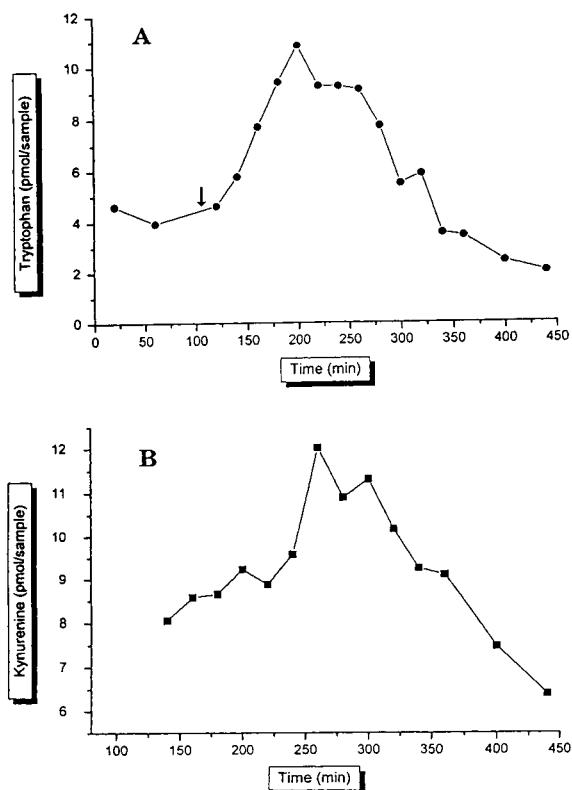 A
12
10
8
6
4
2
0
Tryptophan (pmol/sample)
0 50 100 150 200 250 300 350 400 450
Time (min)
B
12
11
10
9
8
7
6
Kynurenine (pmol/sample)
100 150 200 250 300 350 400 450
Time (min)